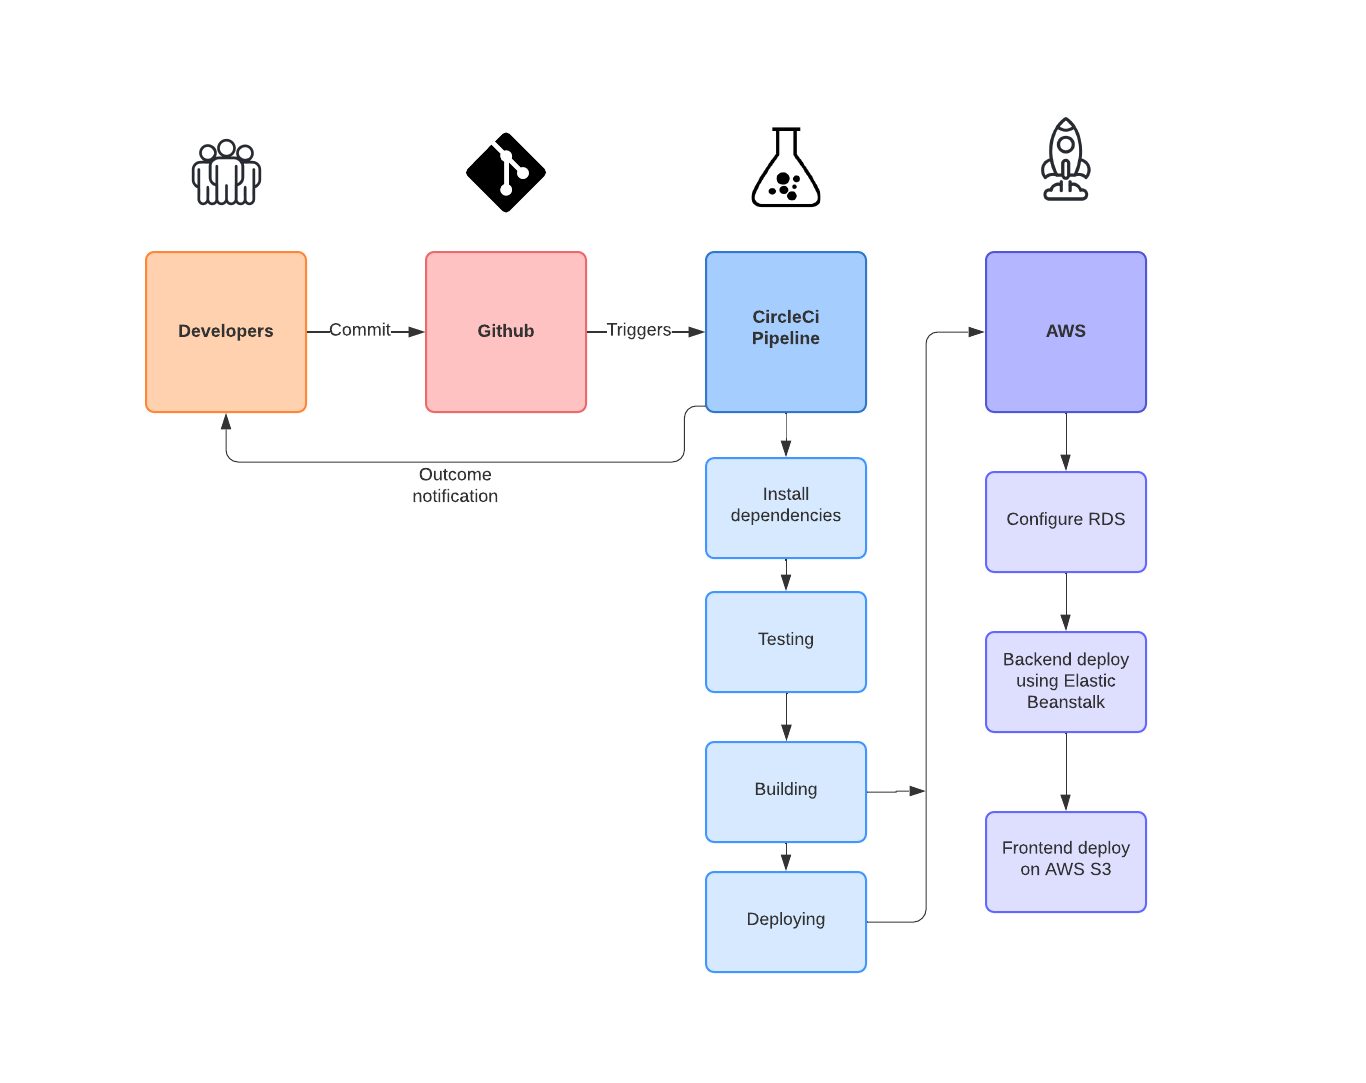 Developers
Commit
Github
Triggers
CircleCi
Pipeline
AWS
Outcome
notification
Install
dependencies
Testing
Building
Deploying
Configure RDS
Backend deploy
using Elastic
Beanstalk
Frontend deploy
on AWS S3